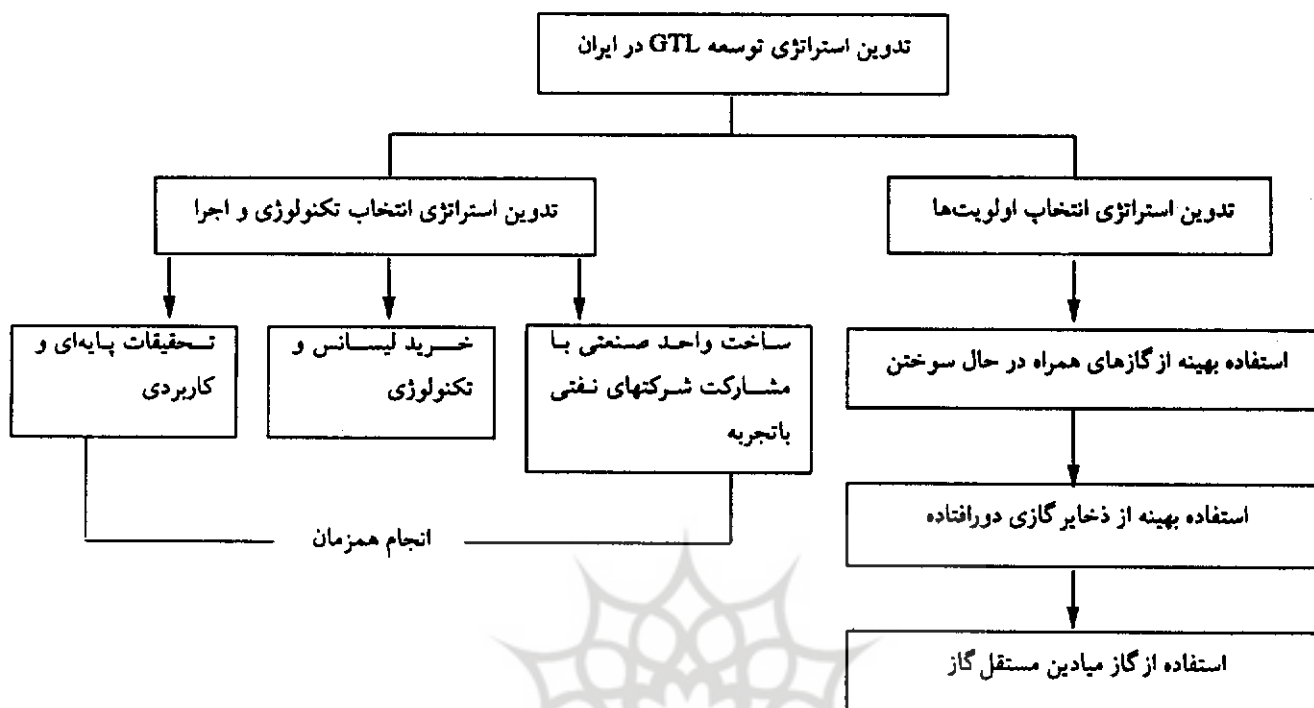 تدوین استراتژی توسعه GTL در ایران
تدوین استراتژی انتخاب اولویت‌ها
تدوین استراتژی انتخاب تکنولوژی و اجرا
استفاده بهینه از گازهای همراه در حال سوختن
استفاده بهینه از ذخایر گازی دورافتاده
استفاده از گاز میادین مستقل گاز
ساخت واحد صنعتی با
مشارکت شرکتهای نفتی
باتجربه
خرید لیسانس و
تکنولوژی
تحقیقات پایه‌ای و
کاربردی
انجام همزمان